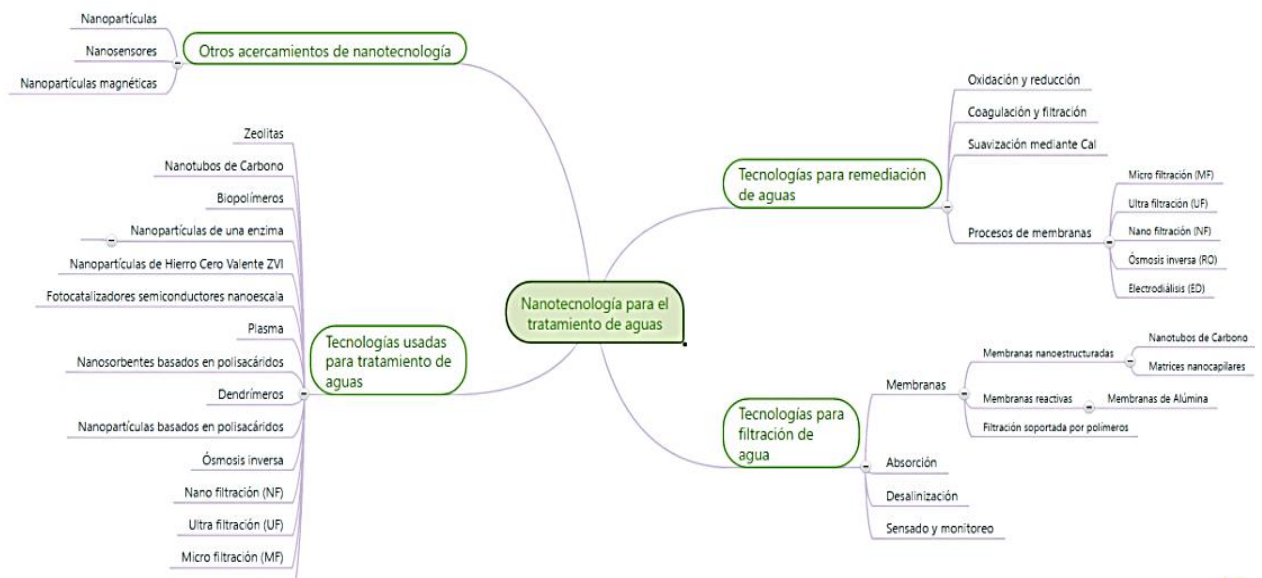 Nanopartículas
Nanosensores
Nanopartículas magnéticas
Otros acercamientos de nanotecnología
Zeolitas
Nanotubos de Carbono
Biopolímeros
Nanopartículas de una enzima
Nanopartículas de Hierro Cero Valente ZVI
Fotocatalizadores semiconductores nanoescala
Plasma
Nanosorbentes basados en polisacáridos
Dendrímeros
Nanopartículas basados en polisacáridos
Ósmosis inversa
Nano filtración (NF)
Ultra filtración (UF)
Micro filtración (MF)
Tecnologías usadas
para tratamiento de
aguas
Nanotecnología para el
tratamiento de aguas
Tecnologías para remediación
de aguas
Oxidación y reducción
Coagulación y filtración
Suavización mediante Cal
Procesos de membranas
Micro filtración (MF)
Ultra filtración (UF)
Nano filtración (NF)
Ósmosis inversa (RO)
Electrodiálisis (ED)
Tecnologías para
filtración de
agua
Membranas
Membranas nanoestructuradas
Nanotubos de Carbono
Matrices nanocapilares
Membranas reactivas
Membranas de Alúmina
Filtración soportada por polímeros
Absorción
Desalinización
Sensado y monitoreo